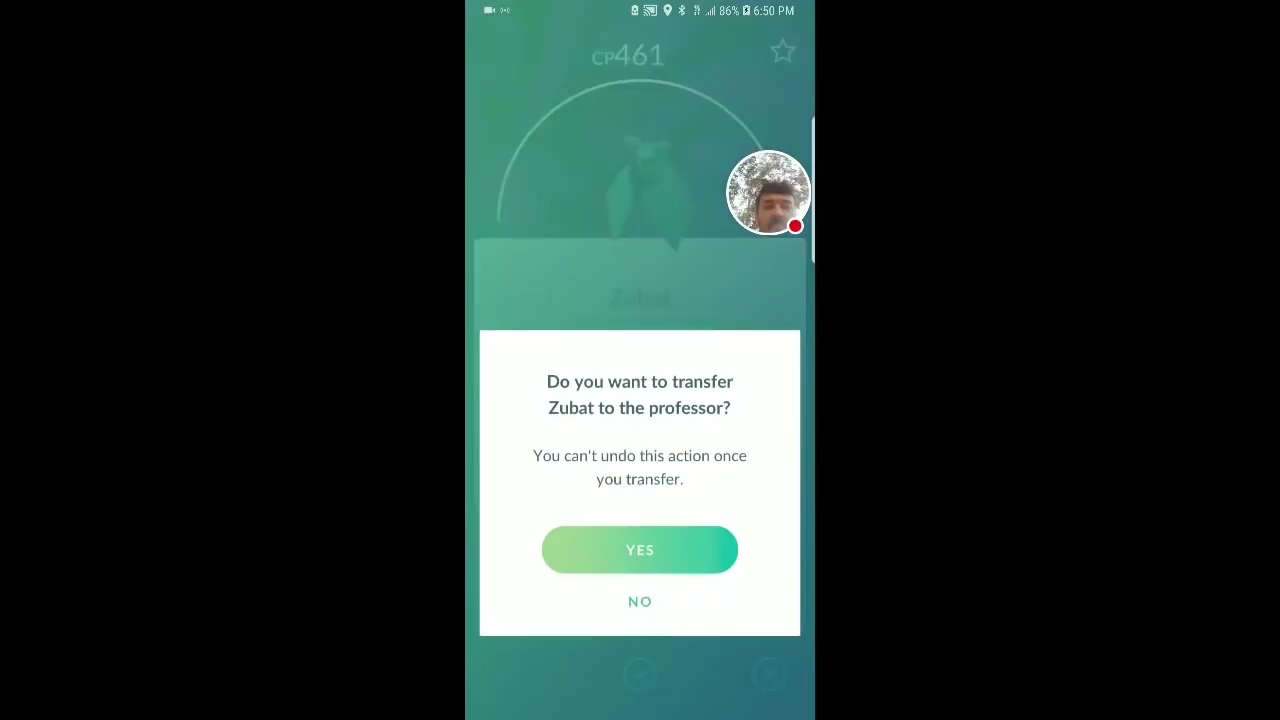 86% 6:50 PM
CP461
Zubat
Do you want to transfer
Zubat to the professor?
You can't undo this action once
you transfer.
YES
NO